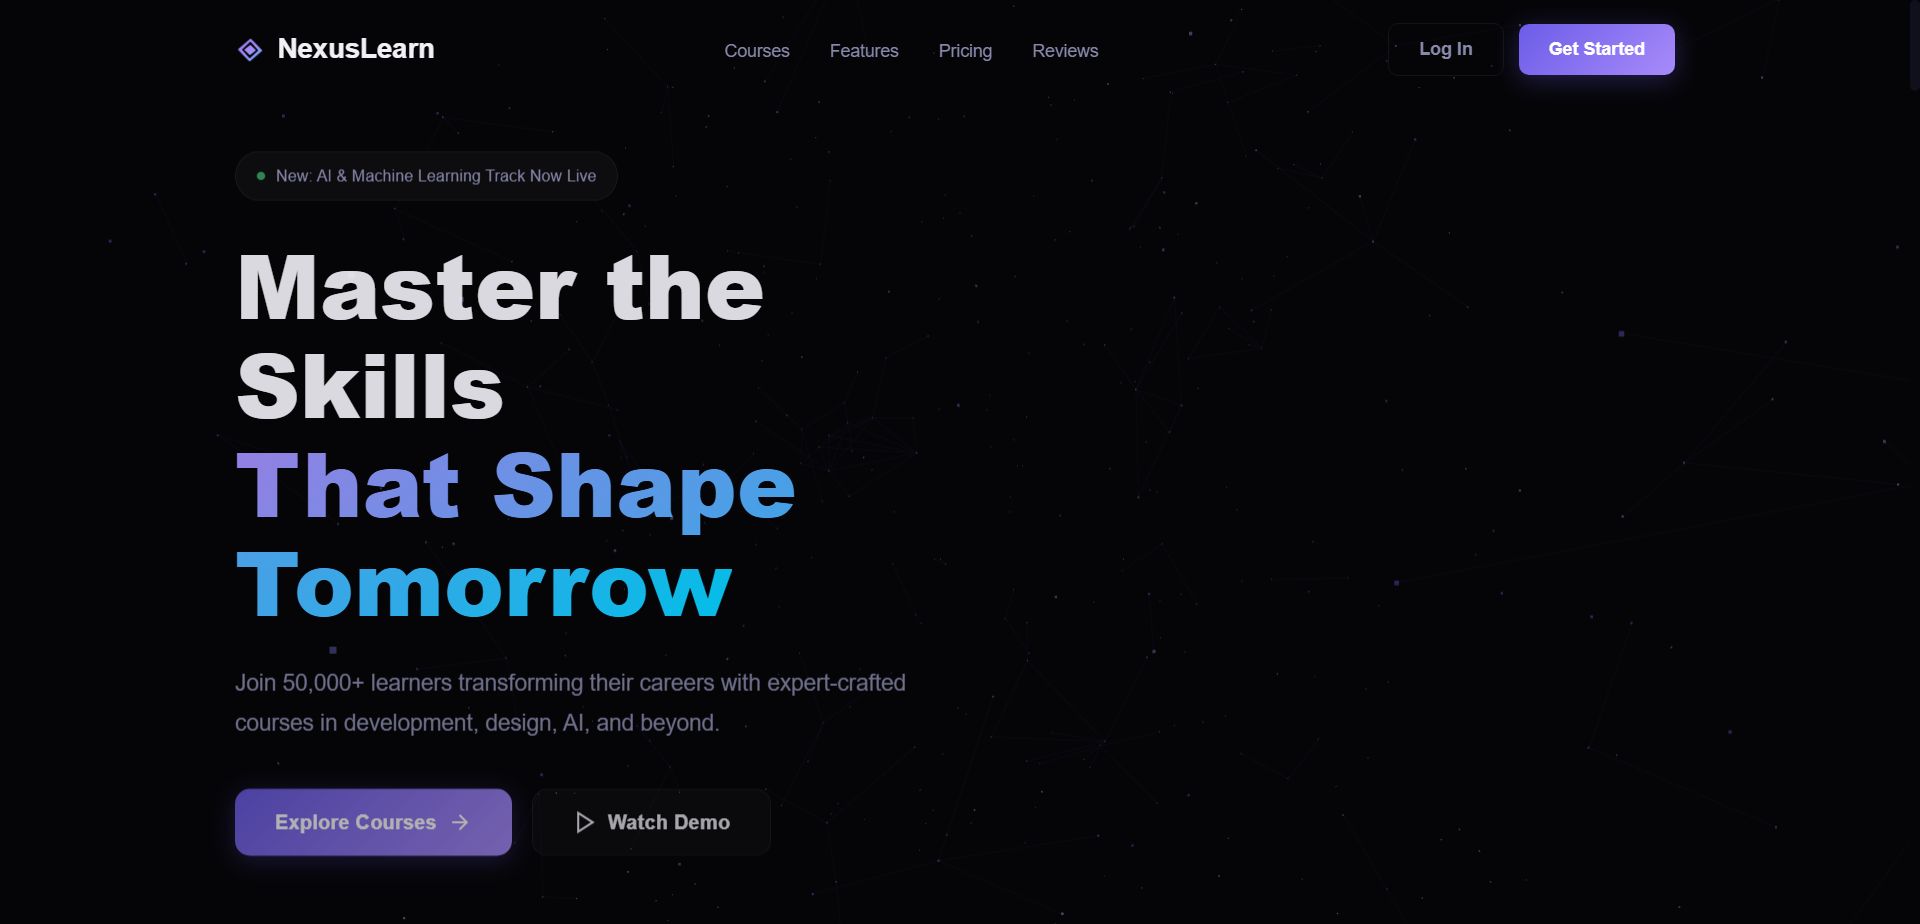 NexusLearn
Courses
Features
Pricing
Reviews
Log In
Get Started
New: AI & Machine Learning Track Now Live
Master the
Skills
That Shape
Tomorrow
Join 50,000+ learners transforming their careers with expert-crafted
courses in development, design, AI, and beyond.
Explore Courses
Watch Demo